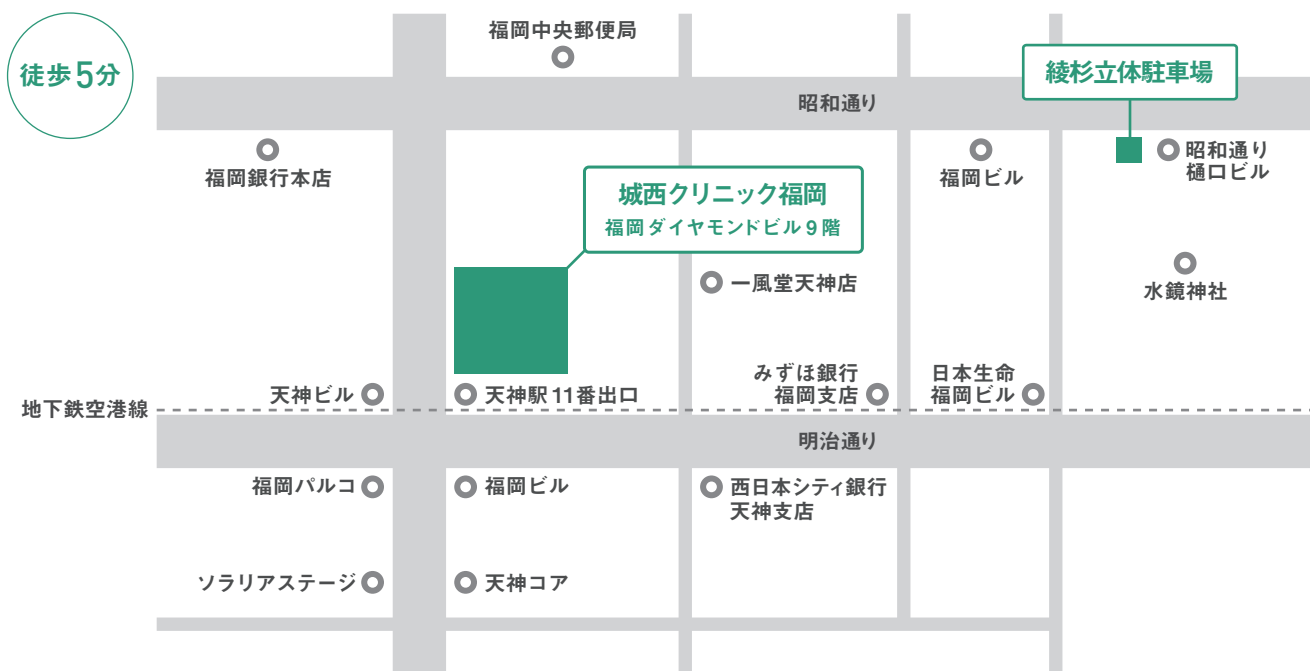 徒歩5分
福岡中央郵便局
綾杉立体駐車場
昭和通り
福岡銀行本店
城西クリニック福岡
福岡ダイヤモンドビル9階
福岡ビル
昭和通り
樋口ビル
一風堂天神店
水鏡神社
天神ビル
天神駅11番出口
みずほ銀行
福岡支店
日本生命
福岡ビル
地下鉄空港線
明治通り
福岡パルコ
福岡ビル
西日本シティ銀行
天神支店
ソラリアステージ
天神コア